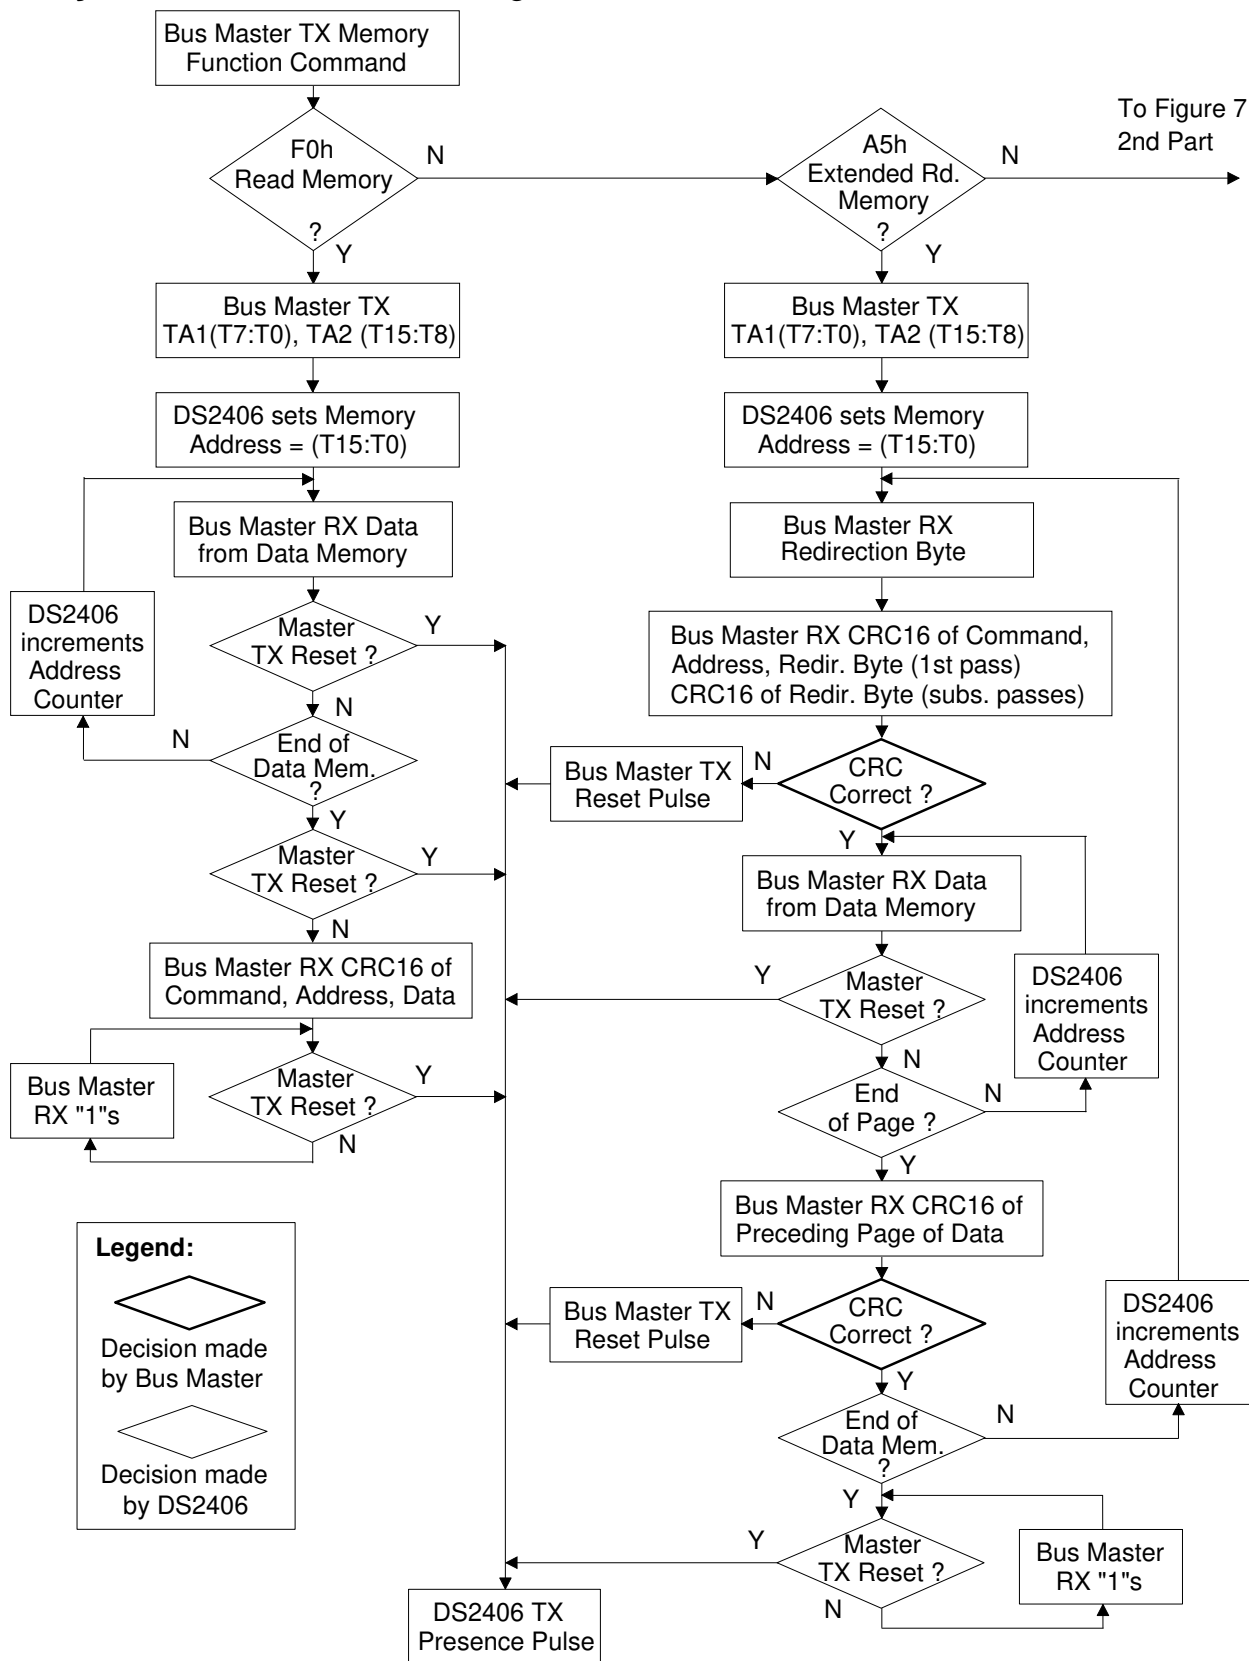 Bus Master TX Memory
Function Command
F0h
Read Memory
?
N
Y
A5h
Extended Rd.
Memory
?
N
Y
To Figure 7
2nd Part
Bus Master TX
TA1(T7:T0), TA2 (T15:T8)
DS2406 sets Memory
Address = (T15:T0)
Bus Master RX Data
from Data Memory
DS2406
increments
Address
Counter
Master
TX Reset ?
Y
N
End of
Data Mem.
?
N
Y
Master
TX Reset ?
Y
N
Bus Master RX CRC16 of
Command, Address, Data
Master
TX Reset ?
Y
N
Bus Master
RX "1"s
Bus Master TX
TA1(T7:T0), TA2 (T15:T8)
DS2406 sets Memory
Address = (T15:T0)
Bus Master RX
Redirection Byte
Bus Master RX CRC16 of Command,
Address, Redir. Byte (1st pass)
CRC16 of Redir. Byte (subs. passes)
CRC
Correct ?
N
Y
Bus Master TX
Reset Pulse
Bus Master RX Data
from Data Memory
Master
TX Reset ?
Y
N
DS2406
increments
Address
Counter
End
of Page ?
N
Y
Bus Master RX CRC16 of
Preceding Page of Data
CRC
Correct ?
N
Y
Bus Master TX
Reset Pulse
DS2406
increments
Address
Counter
End of
Data Mem.
?
N
Y
Master
TX Reset ?
Y
N
Bus Master
RX "1"s
DS2406 TX
Presence Pulse
Legend:
Decision made
by Bus Master
Decision made
by DS2406